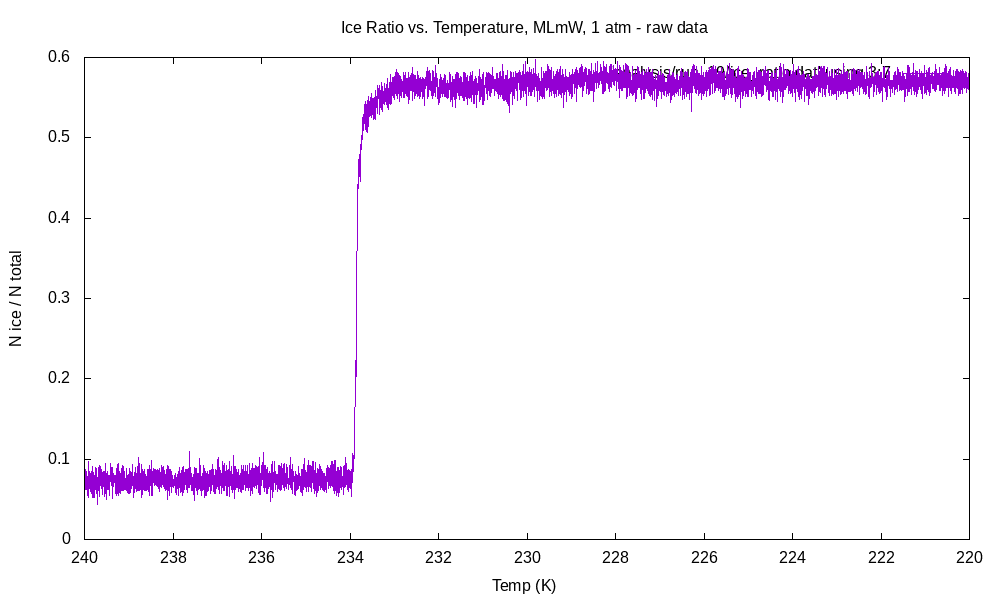 Ice Ratio vs. Temperature, MLmW, 1 atm - raw data
0.6
0.5
0.4
0.3
0.2
0.1
0
N ice / N total
240 238 236 234 232 230 228 226 224 222 220
Temp (K)